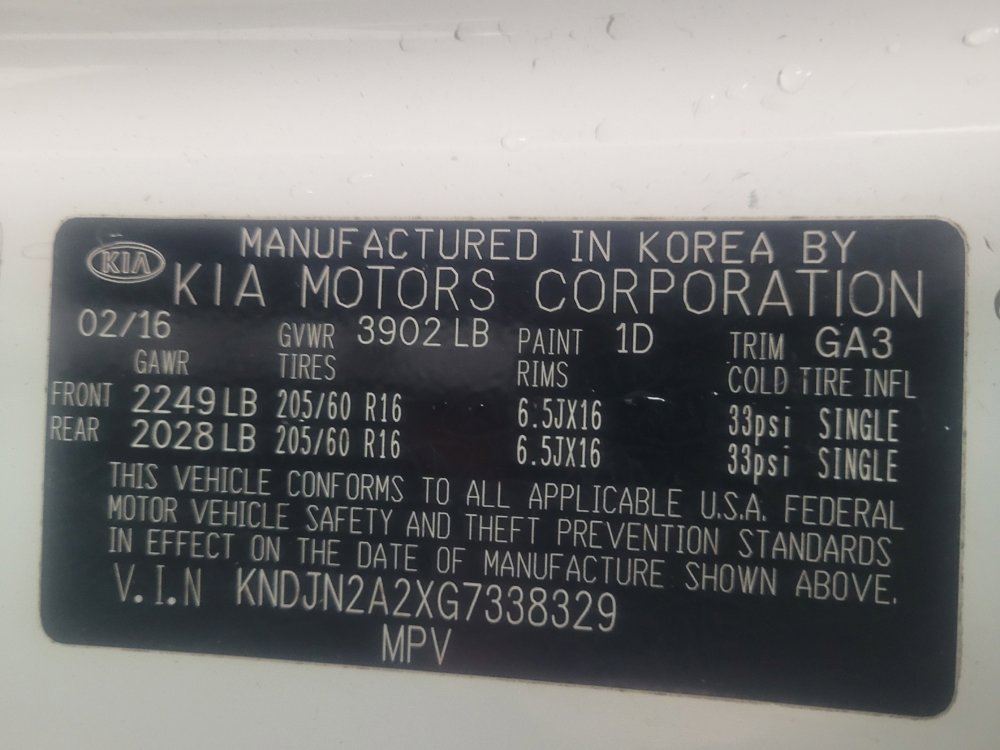 KIA MANUFACTURED IN KOREA BY
KIA MOTORS CORPORATION
02/16 GVWR 3902 LB PAINT 1D TRIM GA3
GAWR TIRES RIMS COLD TIRE INFL
FRONT 2249 LB 205/60 R16 6.5JX16 33psi SINGLE
REAR 2028 LB 205/60 R16 6.5JX16 33psi SINGLE
THIS VEHICLE CONFORMS TO ALL APPLICABLE U.S.A. FEDERAL
MOTOR VEHICLE SAFETY AND THEFT PREVENTION STANDARDS
IN EFFECT ON THE DATE OF MANUFACTURE SHOWN ABOVE.
V.I.N KNDJN2A2XG7338329
MPV